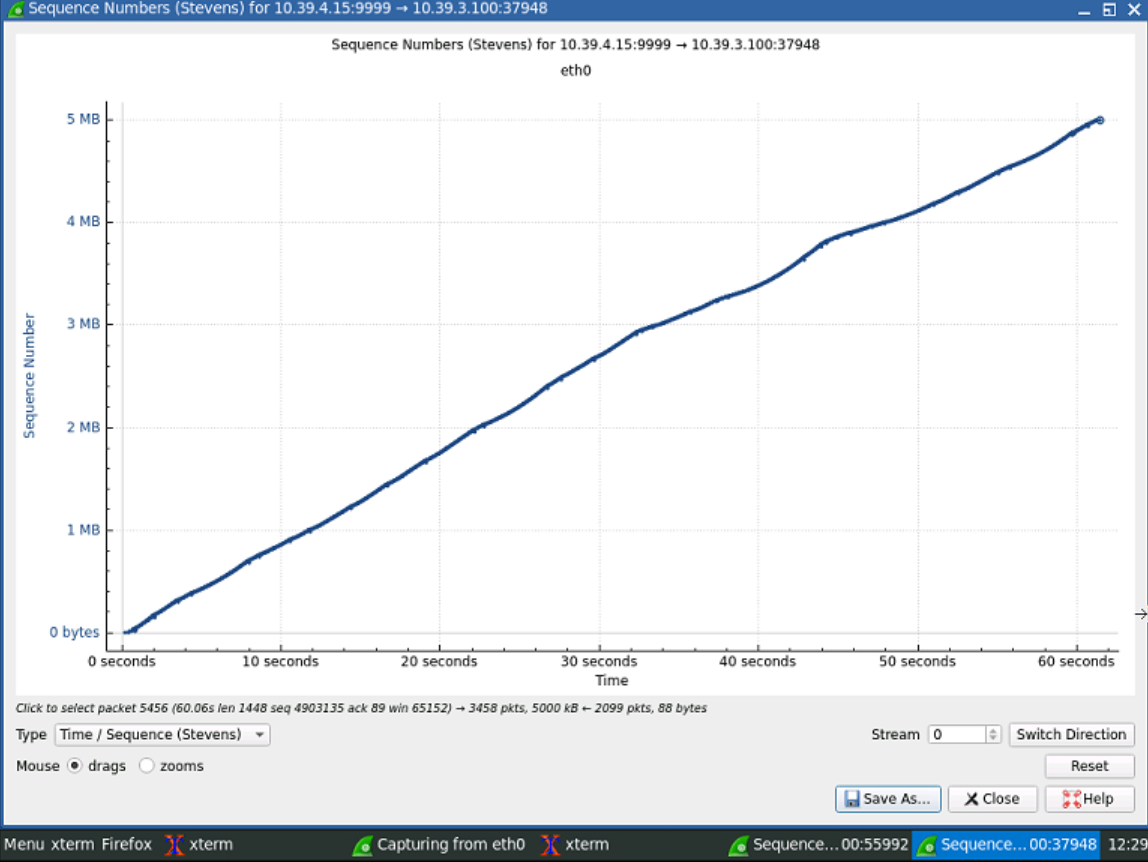 Sequence Numbers (Stevens) for 10.39.4.15:9999 → 10.39.3.100:37948
Sequence Numbers (Stevens) for 10.39.4.15:9999 → 10.39.3.100:37948
eth0
5 MB
4 MB
3 MB
2 MB
1 MB
0 bytes
Sequence Number
0 seconds 10 seconds 20 seconds 30 seconds 40 seconds 50 seconds 60 seconds
Time
Click to select packet 5456 (60.06s len 1448 seq 4903135 ack 89 win 65152) → 3458 pkts, 5000 kB ← 2099 pkts, 88 bytes
Type Time / Sequence (Stevens) Stream 0 Switch Direction
Mouse drags zooms Reset
Save As... Close Help
Menu xterm Firefox xterm Capturing from eth0 xterm Sequence... 00:55992 Sequence... 00:37948